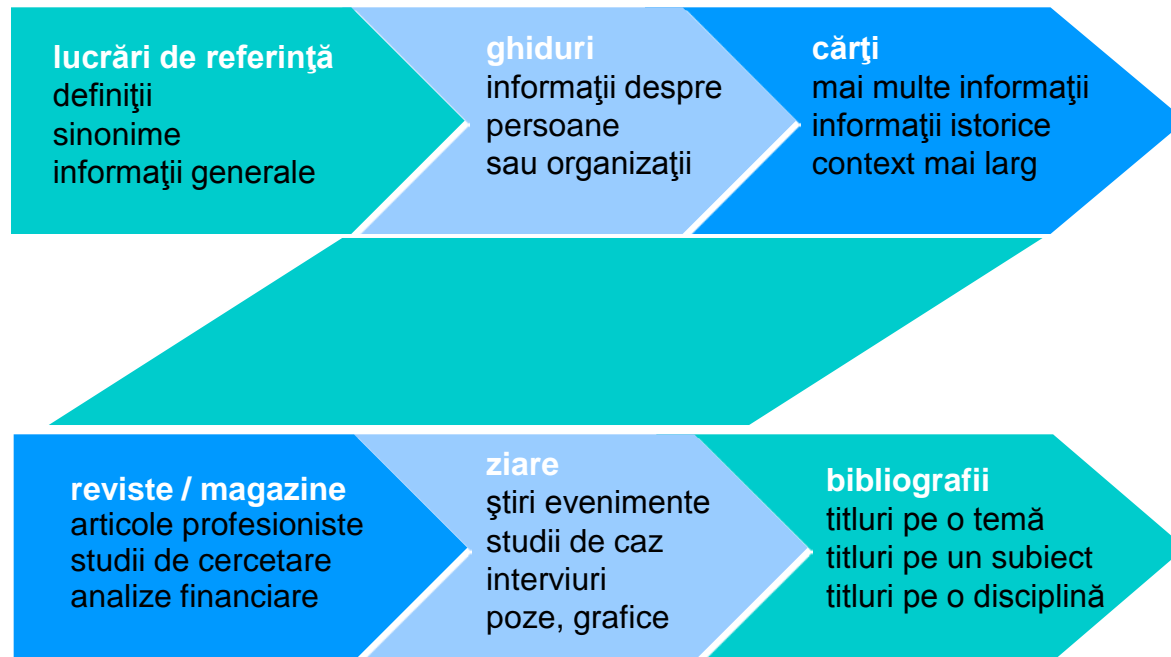 lucrări de referinţă
definiţii
sinonime
informaţii generale
ghiduri
informaţii despre
persoane
sau organizaţii
cărţi
mai multe informaţii
informaţii istorice
context mai larg
reviste / magazine
articole profesioniste
studii de cercetare
analize financiare
ziare
ştiri evenimente
studii de caz
interviuri
poze, grafice
bibliografii
titluri pe o temă
titluri pe un subiect
titluri pe o disciplină